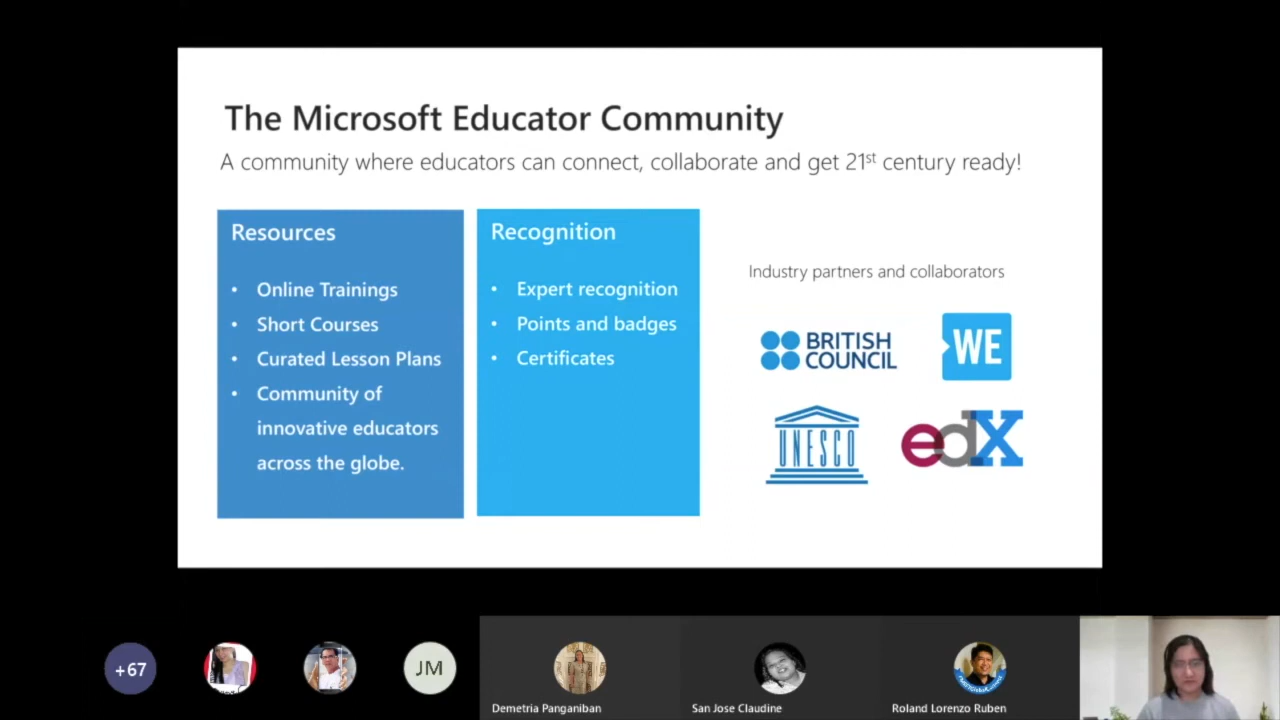 The Microsoft Educator Community
A community where educators can connect, collaborate and get 21st century ready!
Resources
• Online Trainings
• Short Courses
• Curated Lesson Plans
• Community of
innovative educators
across the globe.
Recognition
• Expert recognition
• Points and badges
• Certificates
Industry partners and collaborators
BRITISH
COUNCIL
WE
UNESCO
edX
+67
JM
Demetria Panganiban
San Jose Claudine
Roland Lorenzo Ruben